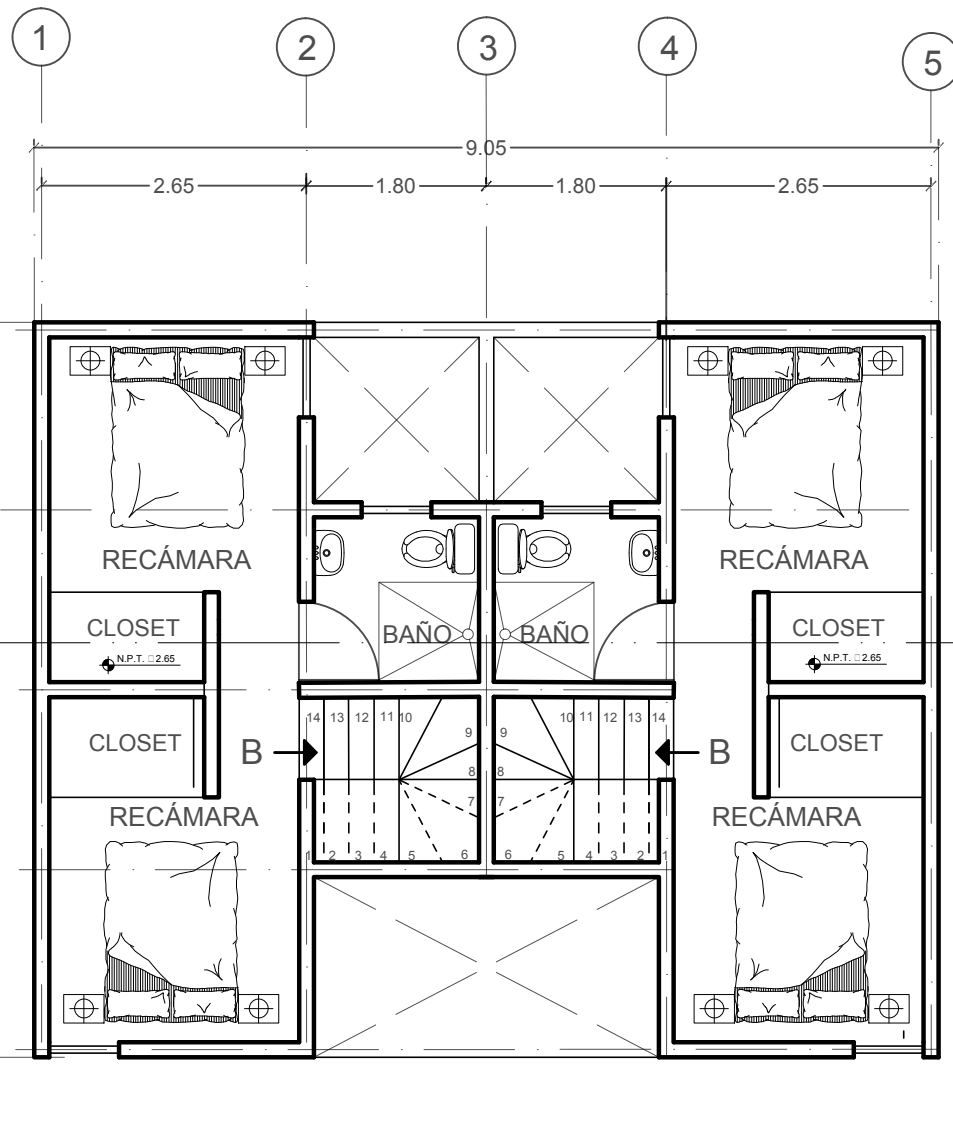 1 2 3 4 5
9.05
2.65 1.80 1.80 2.65
RECÁMARA RECÁMARA
CLOSET BAÑO BAÑO CLOSET
N.P.T. □ 2.65 N.P.T. □ 2.65
14 13 12 11 10 10 11 12 13 14
9 9
CLOSET B B CLOSET
8 8
7 7
RECÁMARA RECÁMARA
1 2 3 4 5 6 6 5 4 3 2 1